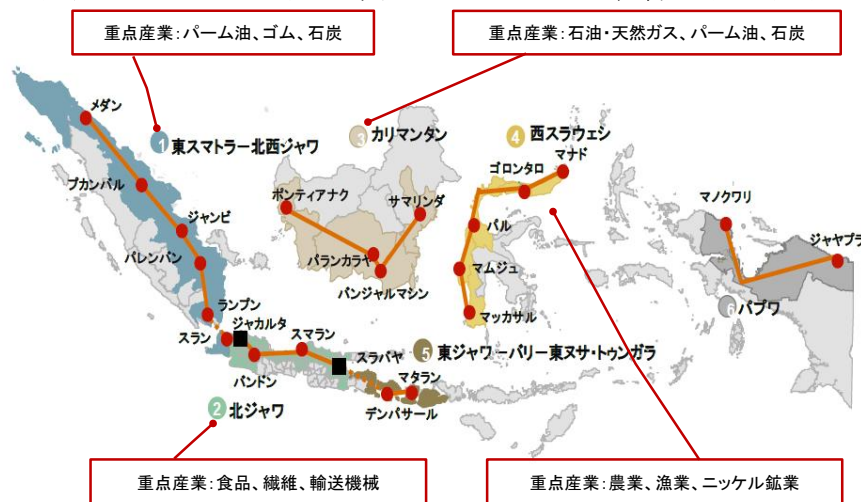 重点産業:パーム油、ゴム、石炭
重点産業:石油・天然ガス、パーム油、石炭
メダン
1 東スマトラー北西ジャワ
3 カリマンタン
4 西スラウェシ
マナド
ゴロンタロ
プカンバル
ポンティアナク
サマリンダ
マノクワリ
ジャンビ
パル
ジャヤプラ
パレンバン
パランカラヤ
マムジュ
バンジャルマシン
ランプン
マッカサル
6 パプワ
ジャカルタ
スラン
スマラン
スラバヤ
5 東ジャワーバリー東ヌサ・トゥンガラ
バンドン
マタラン
デンパサール
2 北ジャワ
重点産業:食品、繊維、輸送機械
重点産業:農業、漁業、ニッケル鉱業